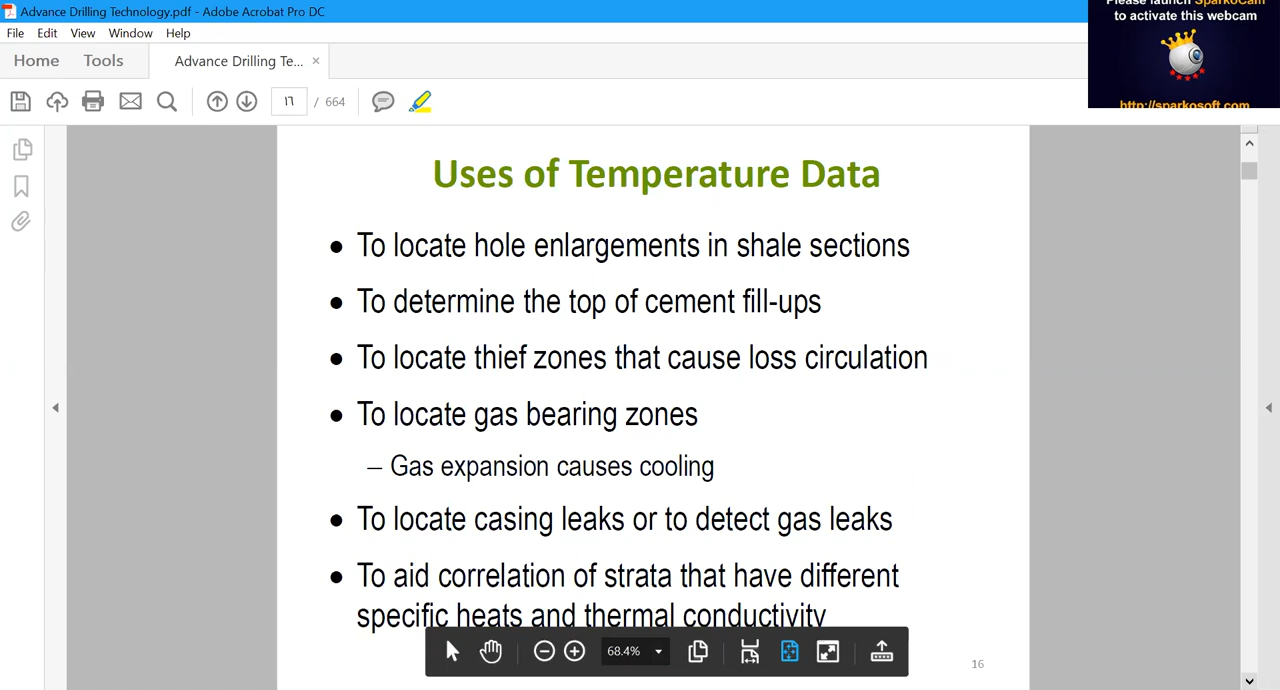 Advance Drilling Technology.pdf - Adobe Acrobat Pro DC
Please launch SparkoCam
to activate this webcam
http://sparkosoft.com
File Edit View Window Help
Home Tools Advance Drilling Te... ×
١٦ / 664
Uses of Temperature Data
• To locate hole enlargements in shale sections
• To determine the top of cement fill-ups
• To locate thief zones that cause loss circulation
• To locate gas bearing zones
– Gas expansion causes cooling
• To locate casing leaks or to detect gas leaks
• To aid correlation of strata that have different
specific heats and thermal conductivity
68.4%
16